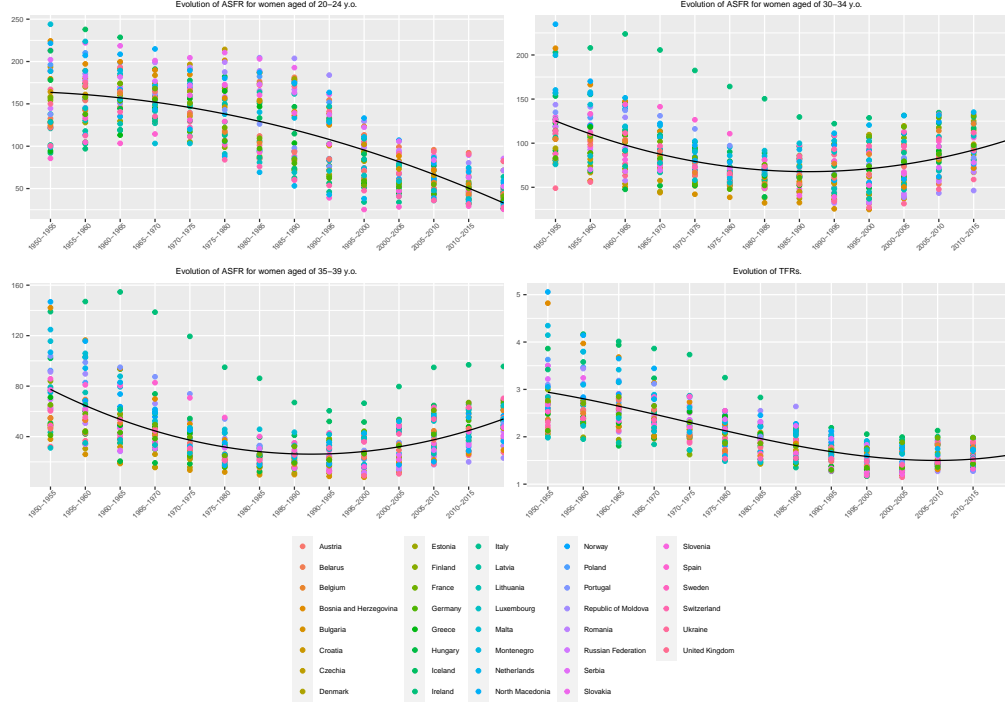 Evolution of ASFR for women aged of 20–24 y.o.
250
200
150
100
50
1950–1955
1955–1960
1960–1965
1965–1970
1970–1975
1975–1980
1980–1985
1985–1990
1990–1995
1995–2000
2000–2005
2005–2010
2010–2015
Evolution of ASFR for women aged of 30–34 y.o.
200
150
100
50
1950–1955
1955–1960
1960–1965
1965–1970
1970–1975
1975–1980
1980–1985
1985–1990
1990–1995
1995–2000
2000–2005
2005–2010
2010–2015
Evolution of ASFR for women aged of 35–39 y.o.
160
120
80
40
1950–1955
1955–1960
1960–1965
1965–1970
1970–1975
1975–1980
1980–1985
1985–1990
1990–1995
1995–2000
2000–2005
2005–2010
2010–2015
Evolution of TFRs.
5
4
3
2
1
1950–1955
1955–1960
1960–1965
1965–1970
1970–1975
1975–1980
1980–1985
1985–1990
1990–1995
1995–2000
2000–2005
2005–2010
2010–2015
Austria
Belarus
Belgium
Bosnia and Herzegovina
Bulgaria
Croatia
Czechia
Denmark
Estonia
Finland
France
Germany
Greece
Hungary
Iceland
Ireland
Italy
Latvia
Lithuania
Luxembourg
Malta
Montenegro
Netherlands
North Macedonia
Norway
Poland
Portugal
Republic of Moldova
Romania
Russian Federation
Serbia
Slovakia
Slovenia
Spain
Sweden
Switzerland
Ukraine
United Kingdom